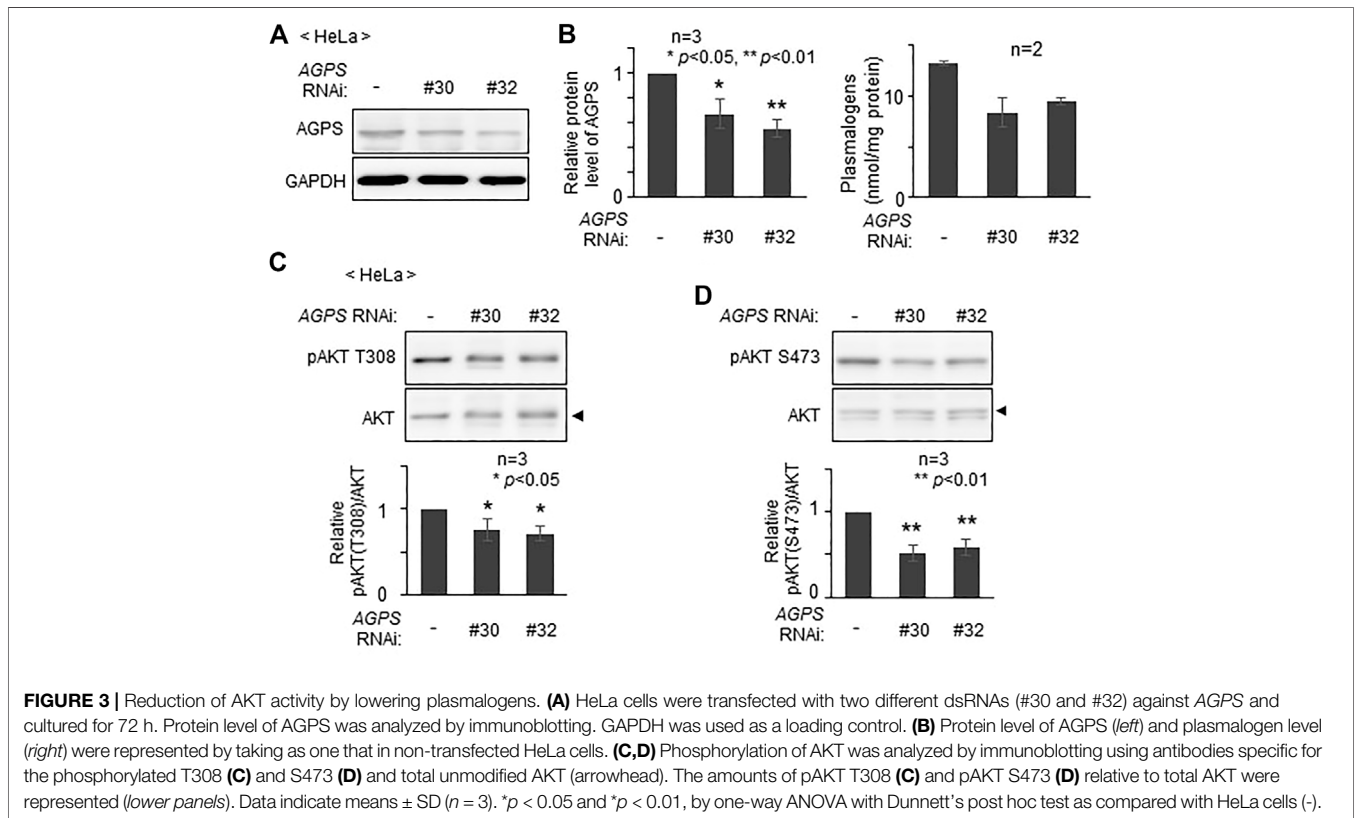 A
< HeLa >
AGPS
RNAi: - #30 #32
AGPS
GAPDH
B
n=3
* p<0.05, ** p<0.01
Relative protein
level of AGPS
1
*
**
0
AGPS
RNAi: - #30 #32
n=2
Plasmalogens
(nmol/mg protein)
10
0
AGPS
RNAi: - #30 #32
C
< HeLa >
AGPS RNAi: - #30 #32
pAKT T308
AKT
n=3
* p<0.05
Relative
pAKT(T308)/AKT
1
* *
0
AGPS
RNAi: - #30 #32
D
AGPS RNAi: - #30 #32
pAKT S473
AKT
n=3
** p<0.01
Relative
pAKT(S473)/AKT
1
** **
0
AGPS
RNAi: - #30 #32
FIGURE 3 | Reduction of AKT activity by lowering plasmalogens. (A) HeLa cells were transfected with two different dsRNAs (#30 and #32) against AGPS and
cultured for 72 h. Protein level of AGPS was analyzed by immunoblotting. GAPDH was used as a loading control. (B) Protein level of AGPS (left) and plasmalogen level
(right) were represented by taking as one that in non-transfected HeLa cells. (C,D) Phosphorylation of AKT was analyzed by immunoblotting using antibodies specific for
the phosphorylated T308 (C) and S473 (D) and total unmodified AKT (arrowhead). The amounts of pAKT T308 (C) and pAKT S473 (D) relative to total AKT were
represented (lower panels). Data indicate means ± SD (n = 3). *p < 0.05 and *p < 0.01, by one-way ANOVA with Dunnett's post hoc test as compared with HeLa cells (-).